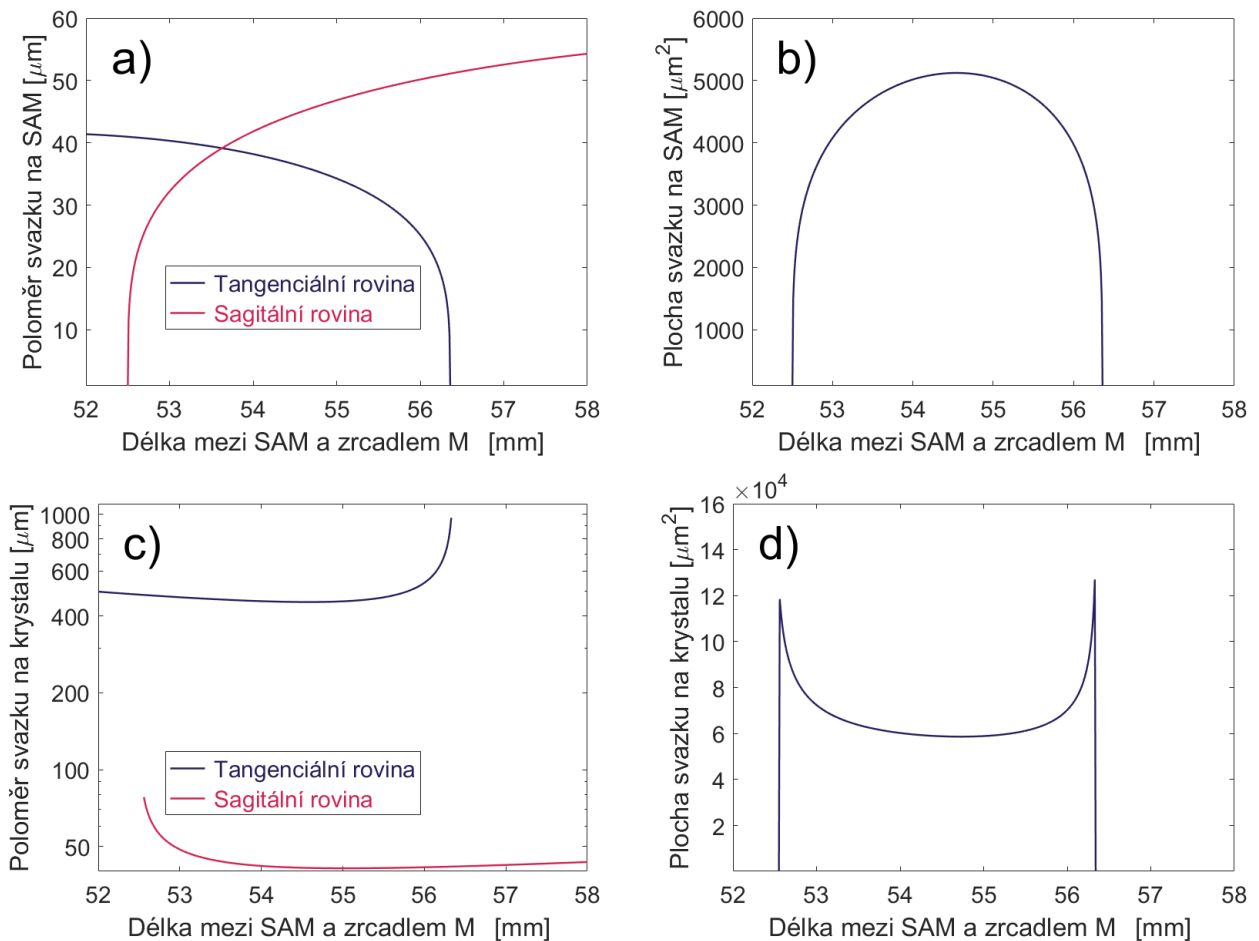 a)
Poloměr svazku na SAM [μm]
60
50
40
30
20
10
Tangenciální rovina
Sagitální rovina
52 53 54 55 56 57 58
Délka mezi SAM a zrcadlem M [mm]
b)
Plocha svazku na SAM [μm²]
6000
5000
4000
3000
2000
1000
52 53 54 55 56 57 58
Délka mezi SAM a zrcadlem M [mm]
c)
Poloměr svazku na krystalu [μm]
1000
800
600
400
200
100
50
Tangenciální rovina
Sagitální rovina
52 53 54 55 56 57 58
Délka mezi SAM a zrcadlem M [mm]
d)
×10⁴
Plocha svazku na krystalu [μm²]
16
14
12
10
8
6
4
2
52 53 54 55 56 57 58
Délka mezi SAM a zrcadlem M [mm]